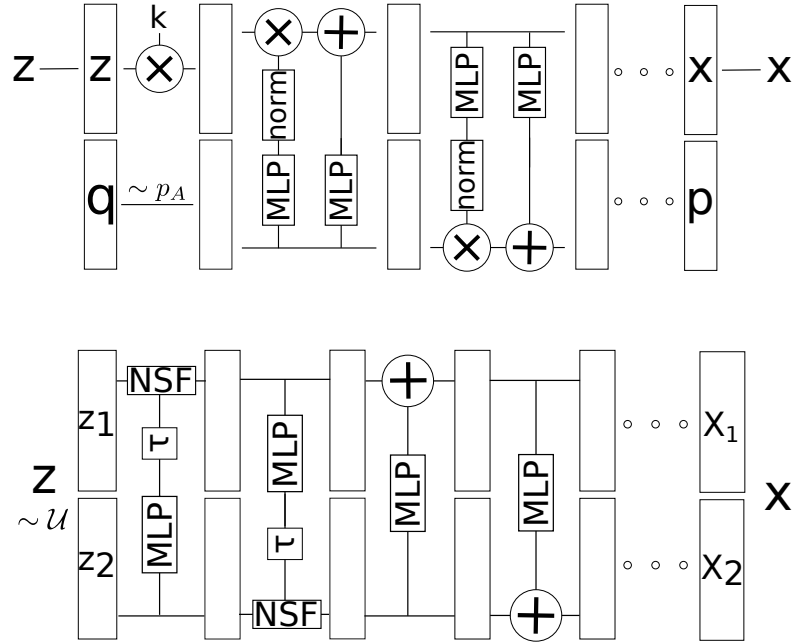 k
z z × × + x x
norm MLP MLP
MLP MLP norm
q ∼ p_A p
× +
NSF +
z1 τ MLP X₁
z
∼ 𝒰 MLP MLP MLP x
z2 τ X2
NSF +